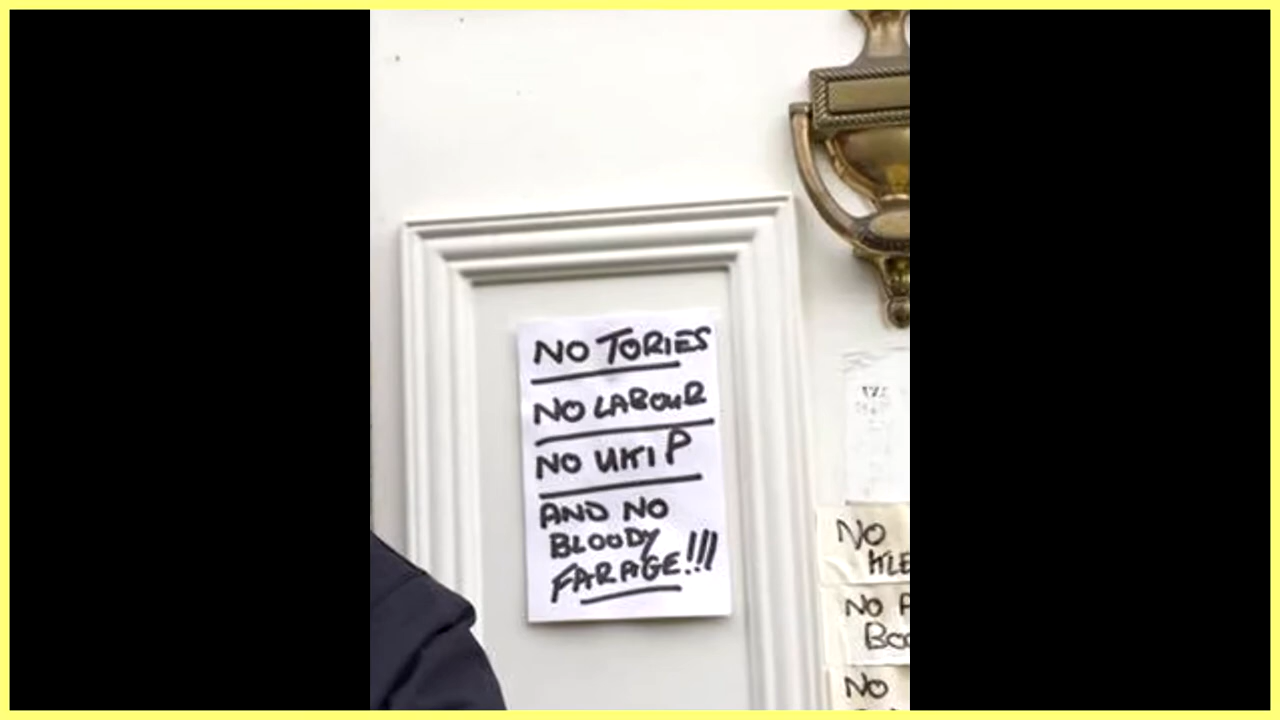 NO TORIES
NO LABOUR
NO UKIP
AND NO
BLOODY
FARAGE!!!
NO
NO
NO